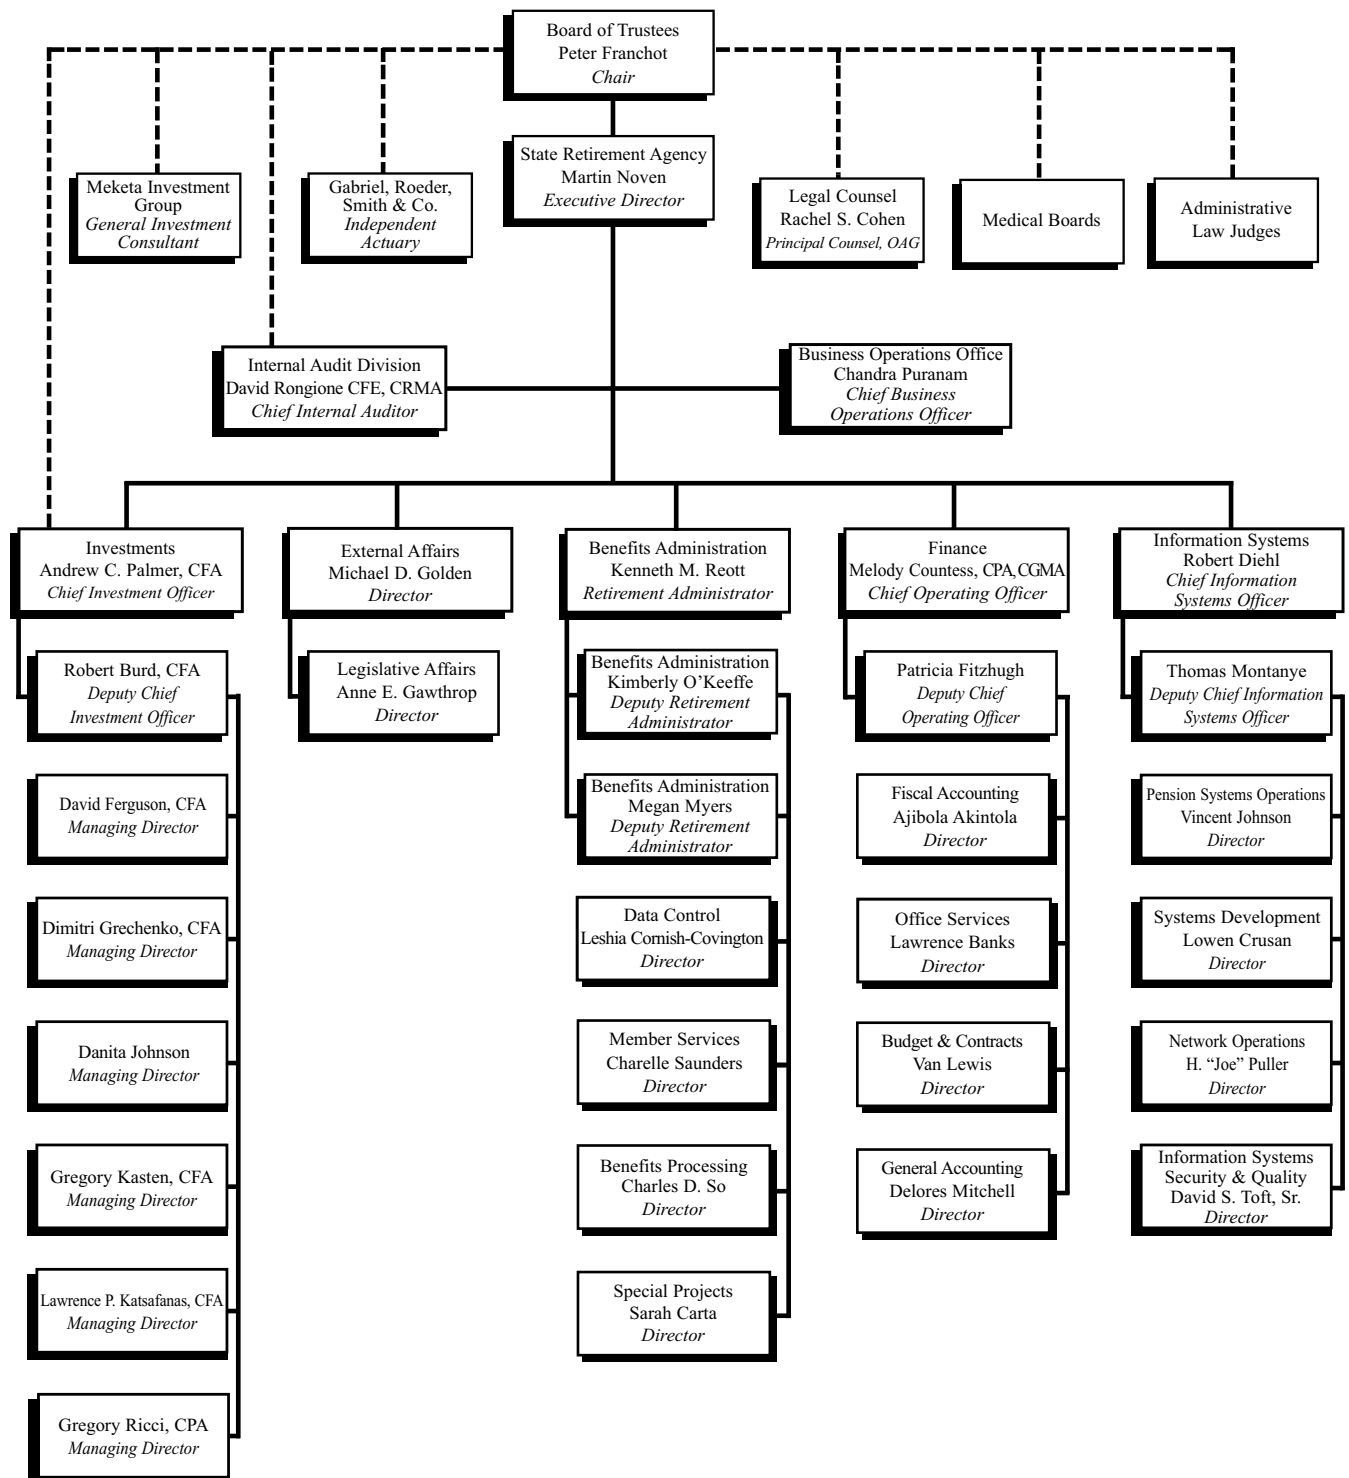 Board of Trustees
Peter Franchot
Chair
State Retirement Agency
Martin Noven
Executive Director
Meketa Investment
Group
General Investment
Consultant
Gabriel, Roeder,
Smith & Co.
Independent
Actuary
Legal Counsel
Rachel S. Cohen
Principal Counsel, OAG
Medical Boards
Administrative
Law Judges
Internal Audit Division
David Rongione CFE, CRMA
Chief Internal Auditor
Business Operations Office
Chandra Puranam
Chief Business
Operations Officer
Investments
Andrew C. Palmer, CFA
Chief Investment Officer
External Affairs
Michael D. Golden
Director
Benefits Administration
Kenneth M. Reott
Retirement Administrator
Finance
Melody Countess, CPA, CGMA
Chief Operating Officer
Information Systems
Robert Diehl
Chief Information
Systems Officer
Robert Burd, CFA
Deputy Chief
Investment Officer
Legislative Affairs
Anne E. Gawthrop
Director
Benefits Administration
Kimberly O’Keeffe
Deputy Retirement
Administrator
Patricia Fitzhugh
Deputy Chief
Operating Officer
Thomas Montanye
Deputy Chief Information
Systems Officer
David Ferguson, CFA
Managing Director
Benefits Administration
Megan Myers
Deputy Retirement
Administrator
Fiscal Accounting
Ajibola Akintola
Director
Pension Systems Operations
Vincent Johnson
Director
Dimitri Grechenko, CFA
Managing Director
Data Control
Leshia Cornish-Covington
Director
Office Services
Lawrence Banks
Director
Systems Development
Lowen Crusan
Director
Danita Johnson
Managing Director
Member Services
Charelle Saunders
Director
Budget & Contracts
Van Lewis
Director
Network Operations
H. “Joe” Puller
Director
Gregory Kasten, CFA
Managing Director
Benefits Processing
Charles D. So
Director
General Accounting
Delores Mitchell
Director
Information Systems
Security & Quality
David S. Toft, Sr.
Director
Lawrence P. Katsafanas, CFA
Managing Director
Special Projects
Sarah Carta
Director
Gregory Ricci, CPA
Managing Director